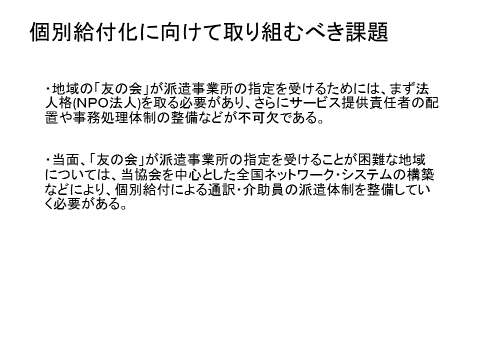 個別給付化に向けて取り組むべき課題
・地域の「友の会」が派遣事業所の指定を受けるためには、まず法
人格(NPO法人)を取る必要があり、さらにサービス提供責任者の配
置や事務処理体制の整備などが不可欠である。
・当面、「友の会」が派遣事業所の指定を受けることが困難な地域
については、当協会を中心とした全国ネットワーク・システムの構築
などにより、個別給付による通訳・介助員の派遣体制を整備してい
く必要がある。